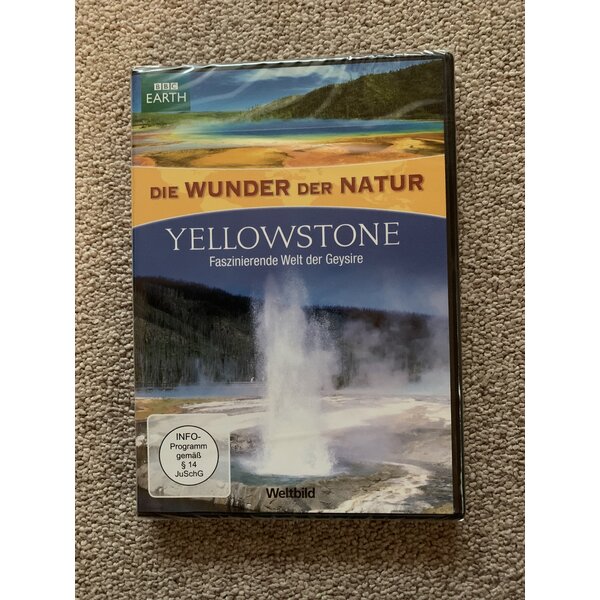 BBC
EARTH
DIE WUNDER DER NATUR
YELLOWSTONE
Faszinierende Welt der Geysire
INFO-
Programm
gemäß
§ 14
JuSchG
Weltbild